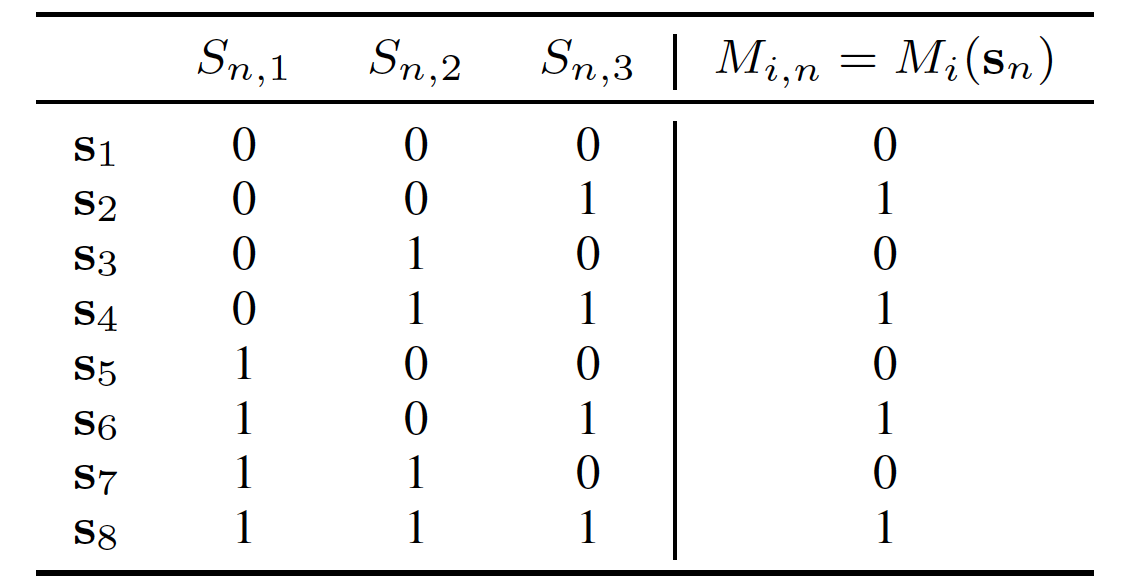 S_{n,1} S_{n,2} S_{n,3} M_{i,n} = M_i(s_n)
s_1 0 0 0 0
s_2 0 0 1 1
s_3 0 1 0 0
s_4 0 1 1 1
s_5 1 0 0 0
s_6 1 0 1 1
s_7 1 1 0 0
s_8 1 1 1 1